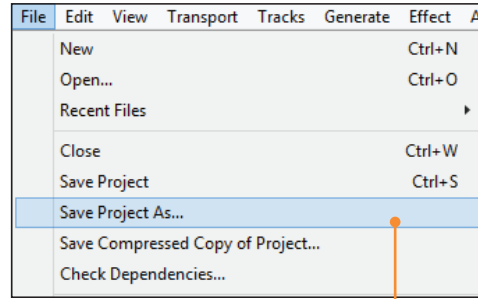 File Edit View Transport Tracks Generate Effect
New Ctrl+N
Open... Ctrl+O
Recent Files
Close Ctrl+W
Save Project Ctrl+S
Save Project As...
Save Compressed Copy of Project...
Check Dependencies...